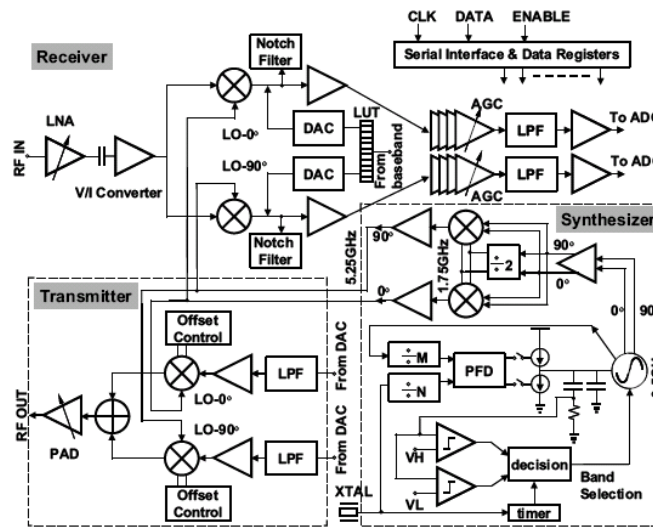 CLK DATA ENABLE
Serial Interface & Data Registers
Receiver
Notch
Filter
LNA
RF IN
V/I Converter
LO-0°
LO-90°
DAC
DAC
LUT
From
baseband
Notch
Filter
AGC
LPF
To ADC
AGC
LPF
To ADC
Synthesizer
5.25GHz
90°
0°
1.75GHz
÷2
90°
0°
0°
90
Transmitter
Offset
Control
LPF
From DAC
LO-0°
RF OUT
PAD
LO-90°
LPF
From DAC
Offset
Control
÷M
÷N
PFD
VH
VL
decision
Band
Selection
XTAL
timer